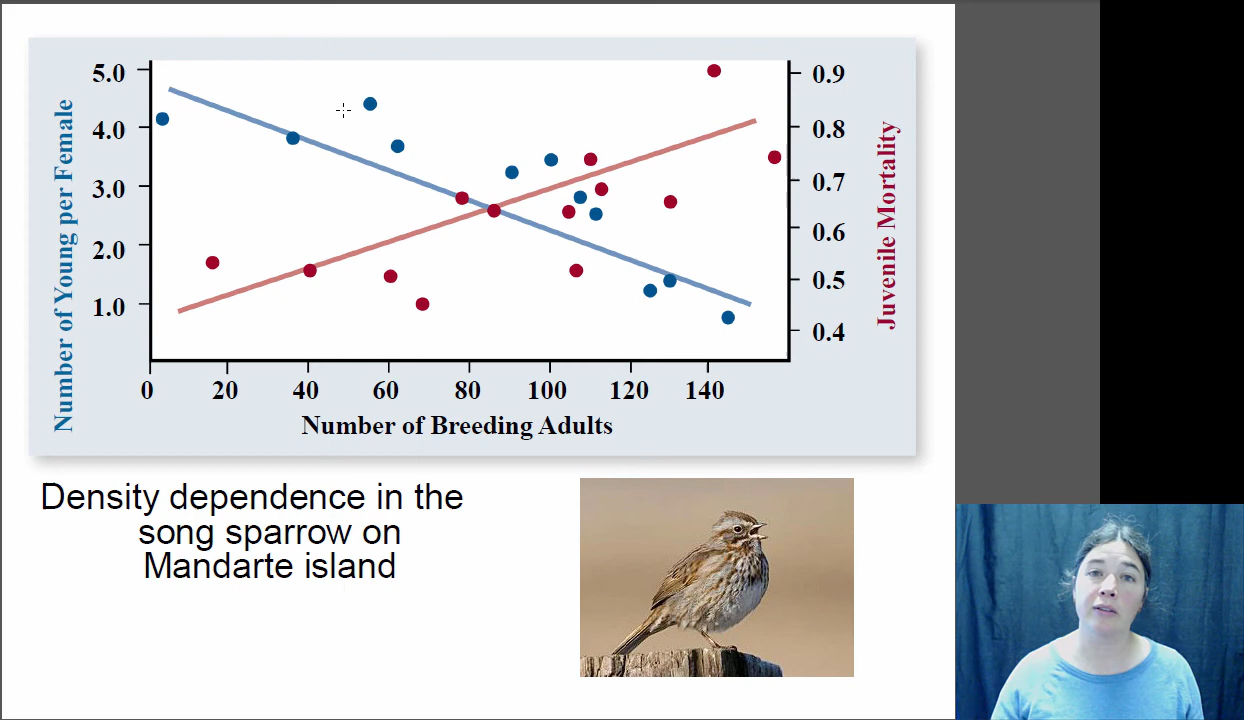 5.0
4.0
3.0
2.0
1.0
Number of Young per Female
0.9
0.8
0.7
0.6
0.5
0.4
Juvenile Mortality
0 20 40 60 80 100 120 140
Number of Breeding Adults
Density dependence in the
song sparrow on
Mandarte island